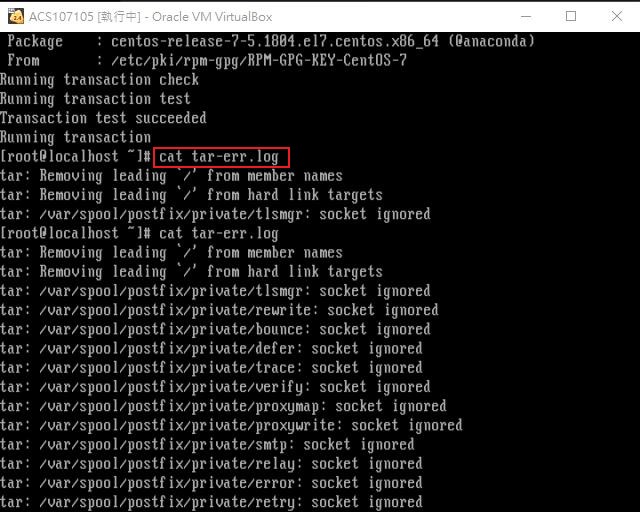 ACS107105 [執行中] - Oracle VM VirtualBox
Package    : centos-release-7-5.1804.el7.centos.x86_64 (@anaconda)
From       : /etc/pki/rpm-gpg/RPM-GPG-KEY-CentOS-7
Running transaction check
Running transaction test
Transaction test succeeded
Running transaction
[root@localhost ~]# cat tar-err.log
tar: Removing leading `/' from member names
tar: Removing leading `/' from hard link targets
tar: /var/spool/postfix/private/tlsmgr: socket ignored
[root@localhost ~]# cat tar-err.log
tar: Removing leading `/' from member names
tar: Removing leading `/' from hard link targets
tar: /var/spool/postfix/private/tlsmgr: socket ignored
tar: /var/spool/postfix/private/rewrite: socket ignored
tar: /var/spool/postfix/private/bounce: socket ignored
tar: /var/spool/postfix/private/defer: socket ignored
tar: /var/spool/postfix/private/trace: socket ignored
tar: /var/spool/postfix/private/verify: socket ignored
tar: /var/spool/postfix/private/proxymap: socket ignored
tar: /var/spool/postfix/private/proxywrite: socket ignored
tar: /var/spool/postfix/private/smtp: socket ignored
tar: /var/spool/postfix/private/relay: socket ignored
tar: /var/spool/postfix/private/error: socket ignored
tar: /var/spool/postfix/private/retry: socket ignored